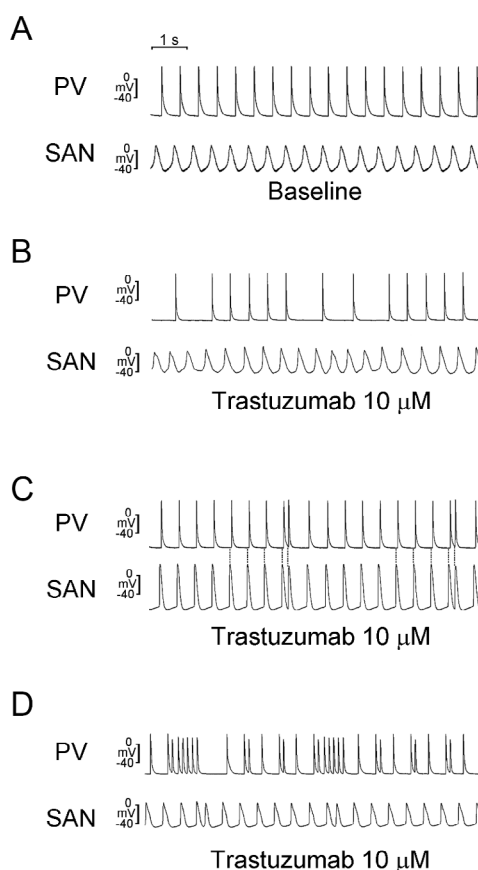 A
1 s
PV
0
mV
-40
SAN
0
mV
-40
Baseline
B
PV
0
mV
-40
SAN
0
mV
-40
Trastuzumab 10 μM
C
PV
0
mV
-40
SAN
0
mV
-40
Trastuzumab 10 μM
D
PV
0
mV
-40
SAN
0
mV
-40
Trastuzumab 10 μM